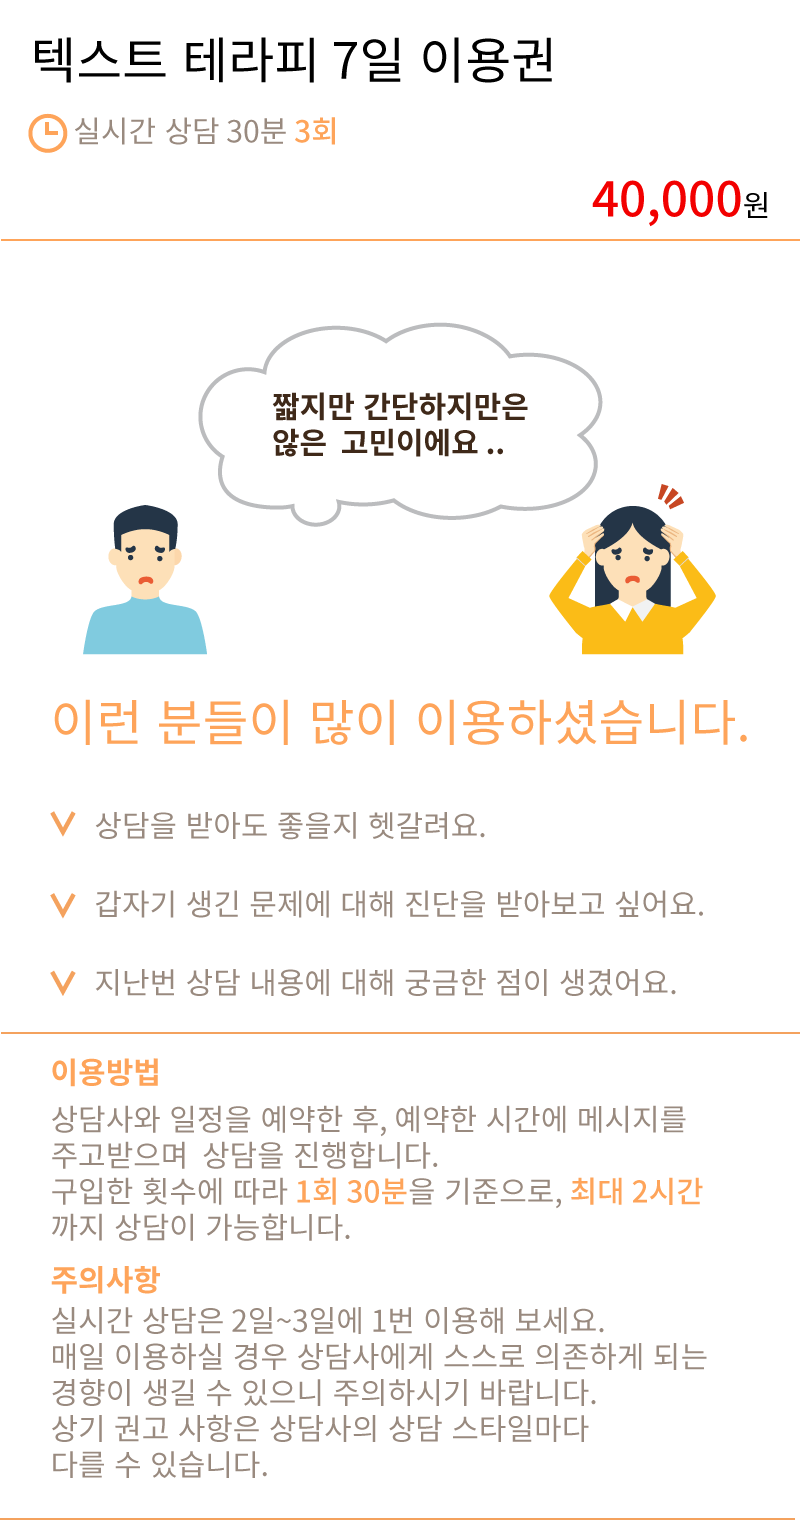 텍스트 테라피 7일 이용권
실시간 상담 30분 3회
40,000원
짧지만 간단하지만은
않은 고민이에요 ..
이런 분들이 많이 이용하셨습니다.
상담을 받아도 좋을지 헷갈려요.
갑자기 생긴 문제에 대해 진단을 받아보고 싶어요.
지난번 상담 내용에 대해 궁금한 점이 생겼어요.
이용방법
상담사와 일정을 예약한 후, 예약한 시간에 메시지를
주고받으며 상담을 진행합니다.
구입한 횟수에 따라 1회 30분을 기준으로, 최대 2시간
까지 상담이 가능합니다.
주의사항
실시간 상담은 2일~3일에 1번 이용해 보세요.
매일 이용하실 경우 상담사에게 스스로 의존하게 되는
경향이 생길 수 있으니 주의하시기 바랍니다.
상기 권고 사항은 상담사의 상담 스타일마다
다를 수 있습니다.